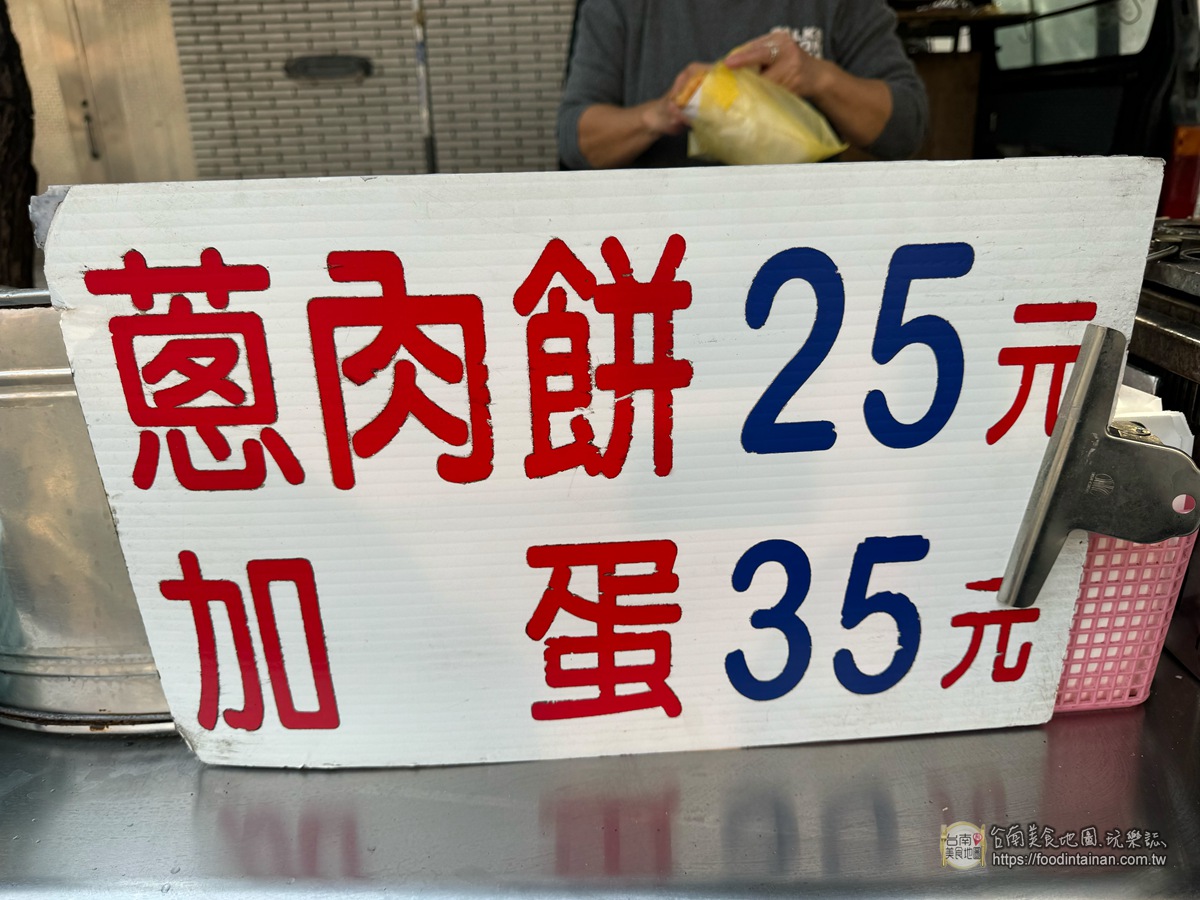 蔥肉餅 25元
加 蛋 35元
台南
美食地圖
台南美食地圖.玩樂誌
https://foodintainan.com.tw